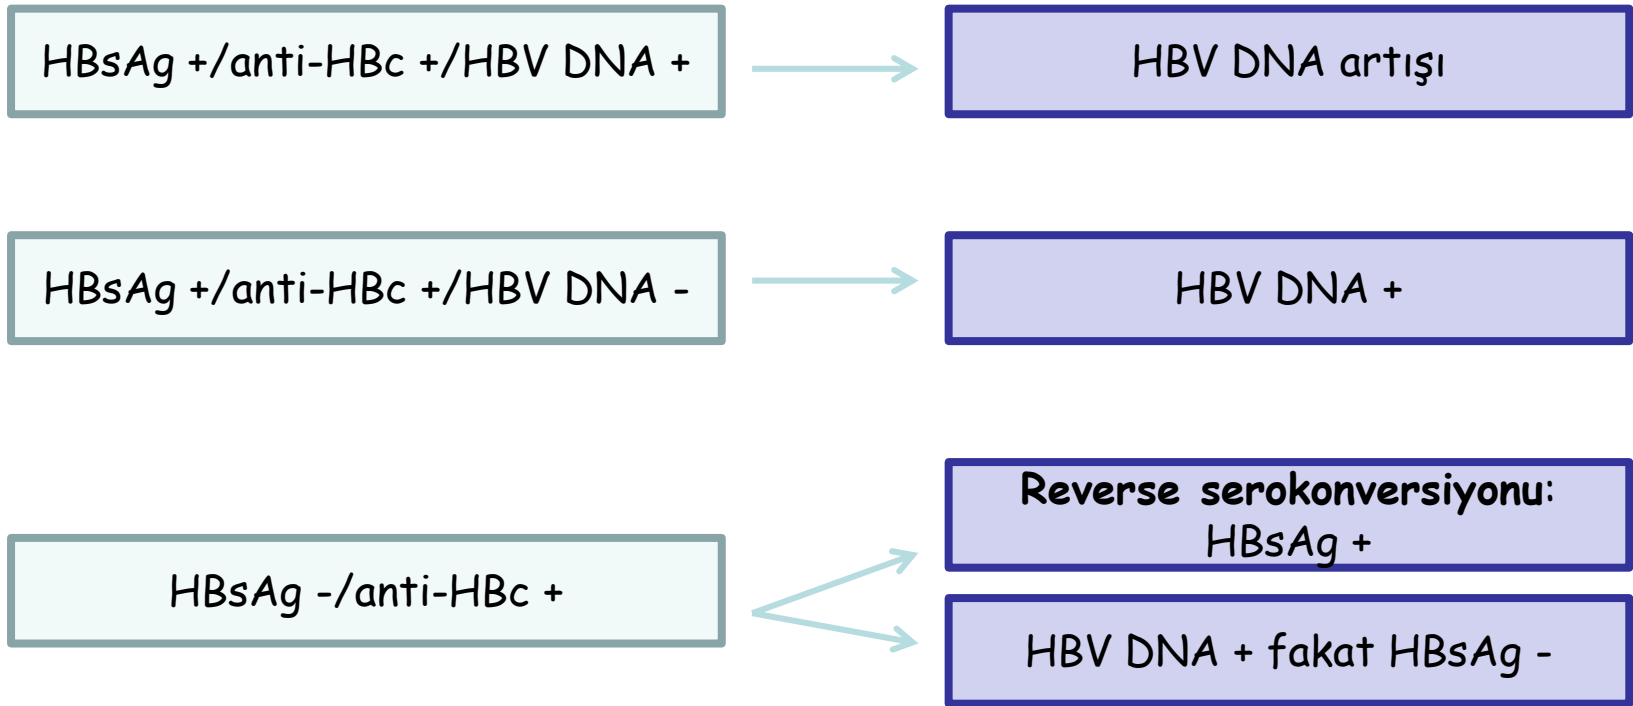 HBsAg +/anti-HBc +/HBV DNA +
HBV DNA artışı
HBsAg +/anti-HBc +/HBV DNA -
HBV DNA +
HBsAg -/anti-HBc +
Reverse serokonversiyonu:
HBsAg +
HBV DNA + fakat HBsAg -